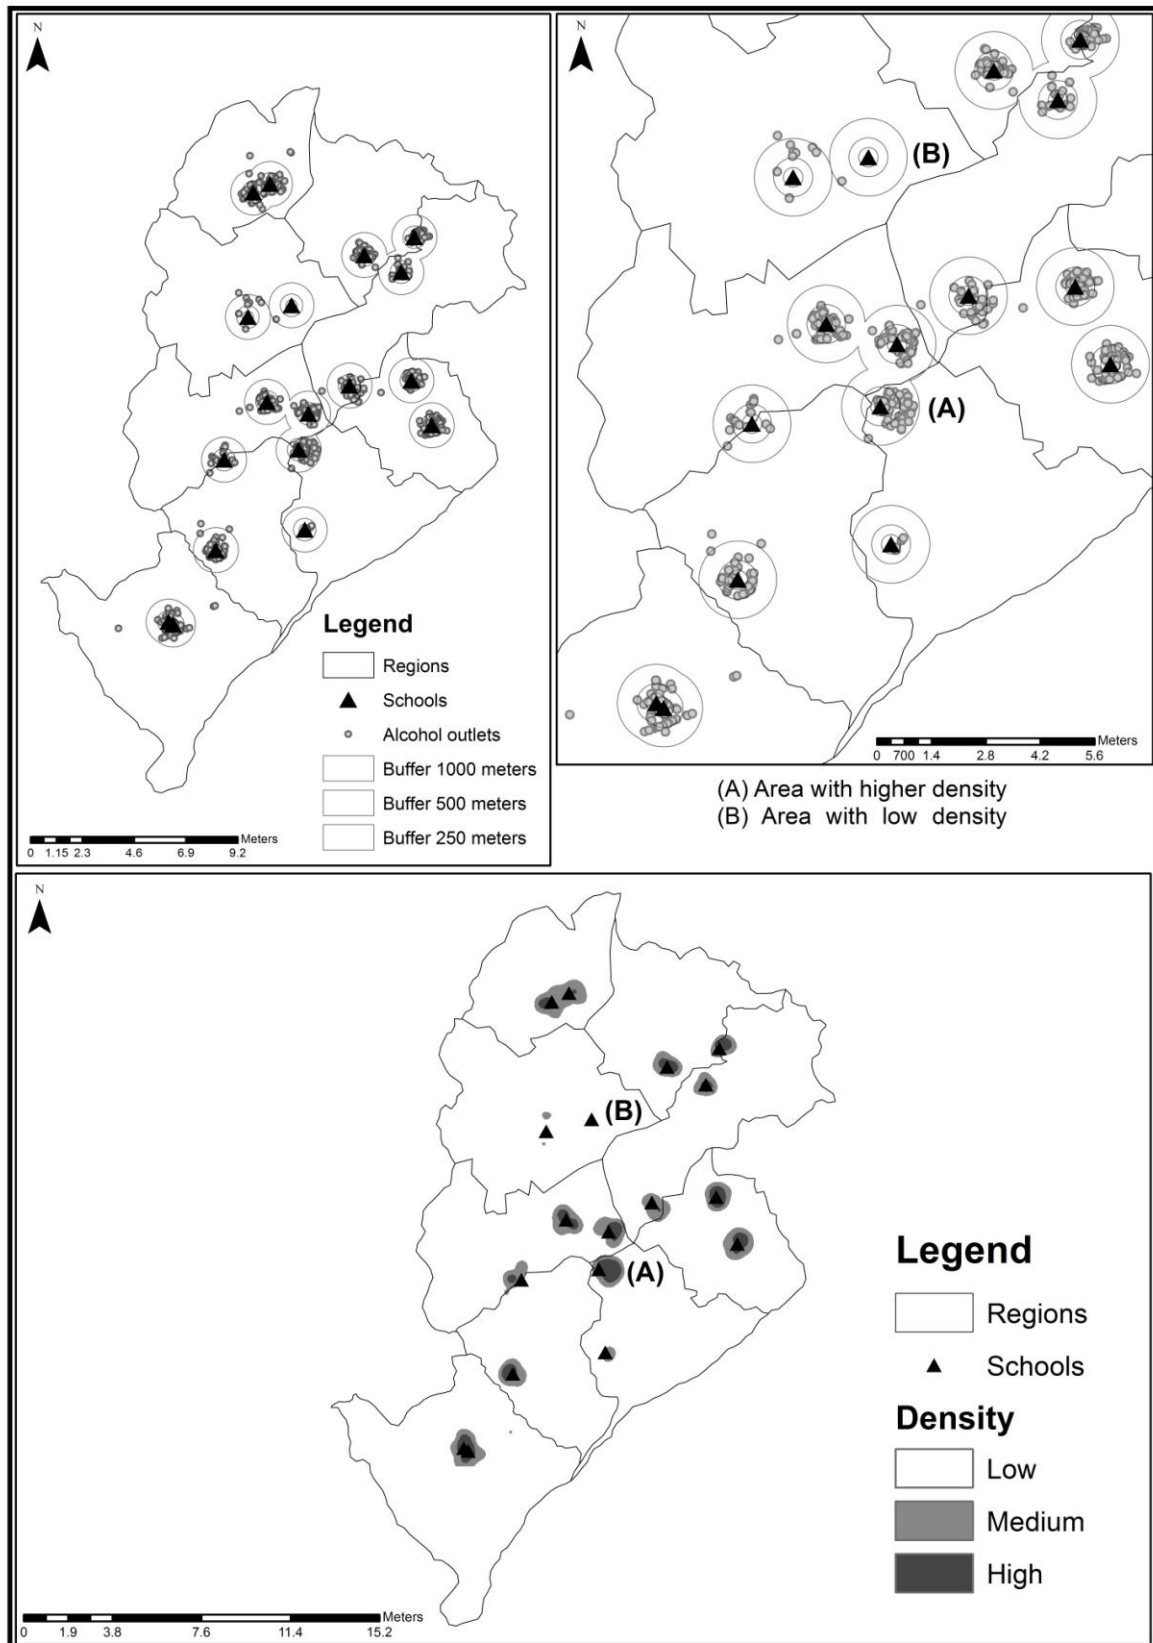 N
Legend
Regions
Schools
Alcohol outlets
Buffer 1000 meters
Buffer 500 meters
Buffer 250 meters
Meters
0 1.15 2.3 4.6 6.9 9.2
N
(B)
(A)
Meters
0 700 1.4 2.8 4.2 5.6
(A) Area with higher density
(B) Area with low density
N
(B)
(A)
Legend
Regions
Schools
Density
Low
Medium
High
Meters
0 1.9 3.8 7.6 11.4 15.2